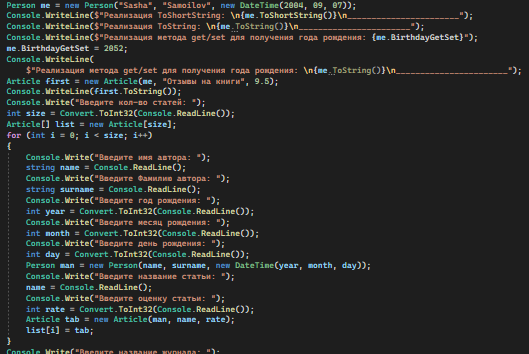 Person me = new Person("Sasha", "Samoilov", new DateTime(2004, 09, 07));
Console.WriteLine($"Реализация ToShortString: \n{me.ToShortString()}\n________________________");
Console.WriteLine($"Реализация ToString: \n{me.ToString()}\n________________________");
Console.WriteLine($"Реализация метода get/set для получения года рождения: {me.BirthdayGetSet}");
me.BirthdayGetSet = 2052;
Console.WriteLine(
$"Реализация метода get/set для получения года рождения: \n{me.ToString()}\n________________________");
Article first = new Article(me, "Отзывы на книги", 9.5);
Console.WriteLine(first.ToString());
Console.Write("Введите кол-во статей: ");
int size = Convert.ToInt32(Console.ReadLine());
Article[] list = new Article[size];
for (int i = 0; i < size; i++)
{
Console.Write("Введите имя автора: ");
string name = Console.ReadLine();
Console.Write("Введите Фамилию автора: ");
string surname = Console.ReadLine();
Console.Write("Введите год рождения: ");
int year = Convert.ToInt32(Console.ReadLine());
Console.Write("Введите месяц рождения: ");
int month = Convert.ToInt32(Console.ReadLine());
Console.Write("Введите день рождения: ");
int day = Convert.ToInt32(Console.ReadLine());
Person man = new Person(name, surname, new DateTime(year, month, day));
Console.Write("Введите название статьи: ");
name = Console.ReadLine();
Console.Write("Введите оценку статьи: ");
int rate = Convert.ToInt32(Console.ReadLine());
Article tab = new Article(man, name, rate);
list[i] = tab;
}
Console.Write("Введите название журнала: ");